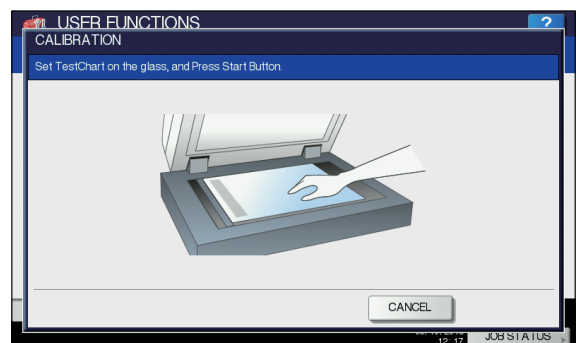 USER FUNCTIONS
?
CALIBRATION
Set TestChart on the glass, and Press Start Button.
CANCEL
12:17
JOB STATUS